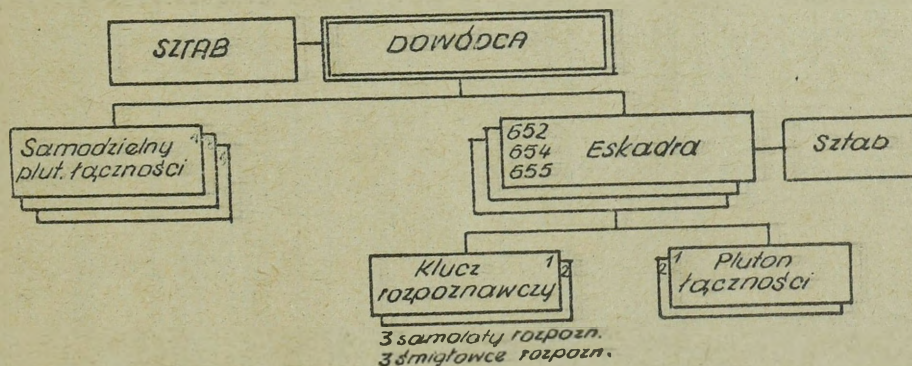 SZTAB
DOWÓDCA
Samodzielny
plut. łączności
652
654
655
Eskadra
Sztab
Klucz
rozpoznawczy
1
2
2
1
Pluton
łączności
3 samoloty rozpozn.
3 śmigłowce rozpozn.